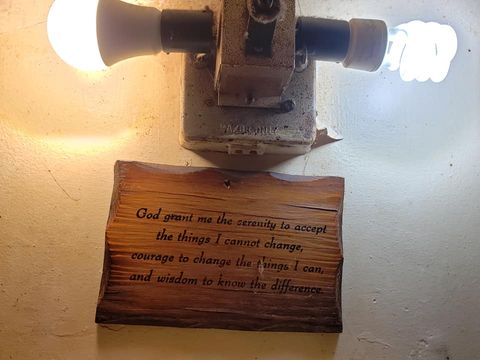 God grant me the serenity to accept
the things I cannot change,
courage to change the things I can,
and wisdom to know the difference.